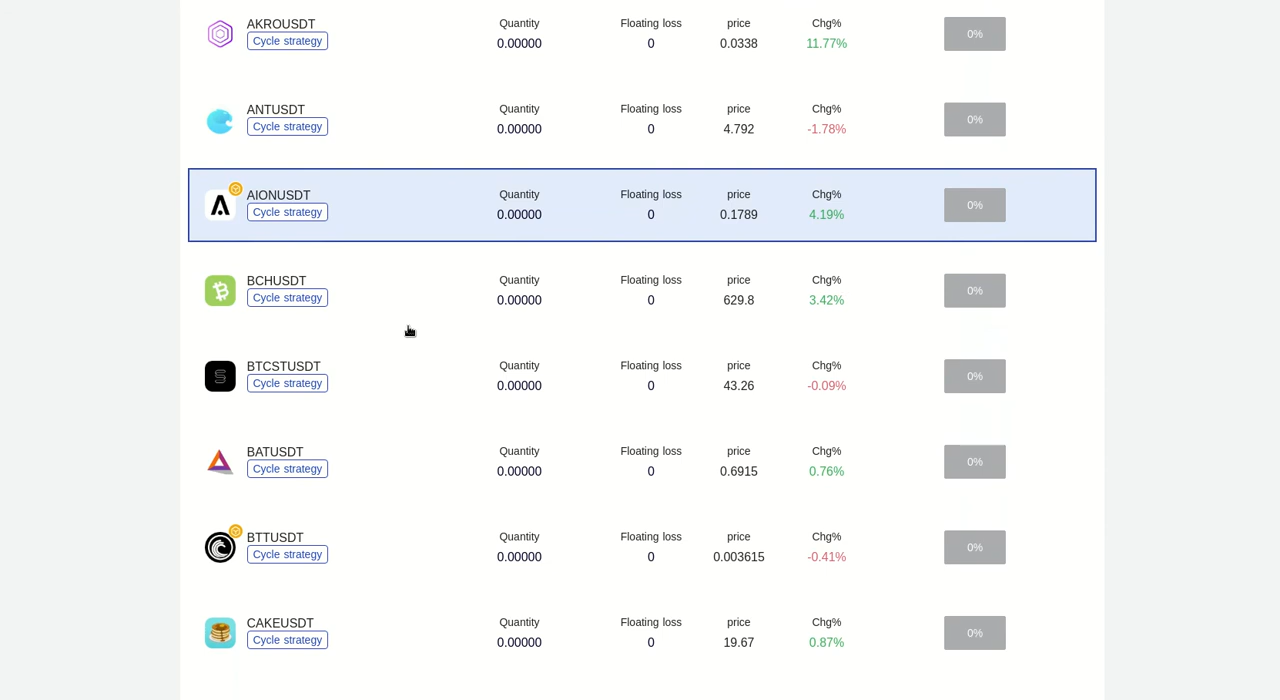 AKROUSDT Quantity Floating loss price Chg% 0%
Cycle strategy 0.00000 0 0.0338 11.77%
ANTUSDT Quantity Floating loss price Chg% 0%
Cycle strategy 0.00000 0 4.792 -1.78%
AIONUSDT Quantity Floating loss price Chg% 0%
Cycle strategy 0.00000 0 0.1789 4.19%
BCHUSDT Quantity Floating loss price Chg% 0%
Cycle strategy 0.00000 0 629.8 3.42%
BTCSTUSDT Quantity Floating loss price Chg% 0%
Cycle strategy 0.00000 0 43.26 -0.09%
BATUSDT Quantity Floating loss price Chg% 0%
Cycle strategy 0.00000 0 0.6915 0.76%
BTTUSDT Quantity Floating loss price Chg% 0%
Cycle strategy 0.00000 0 0.003615 -0.41%
CAKEUSDT Quantity Floating loss price Chg% 0%
Cycle strategy 0.00000 0 19.67 0.87%